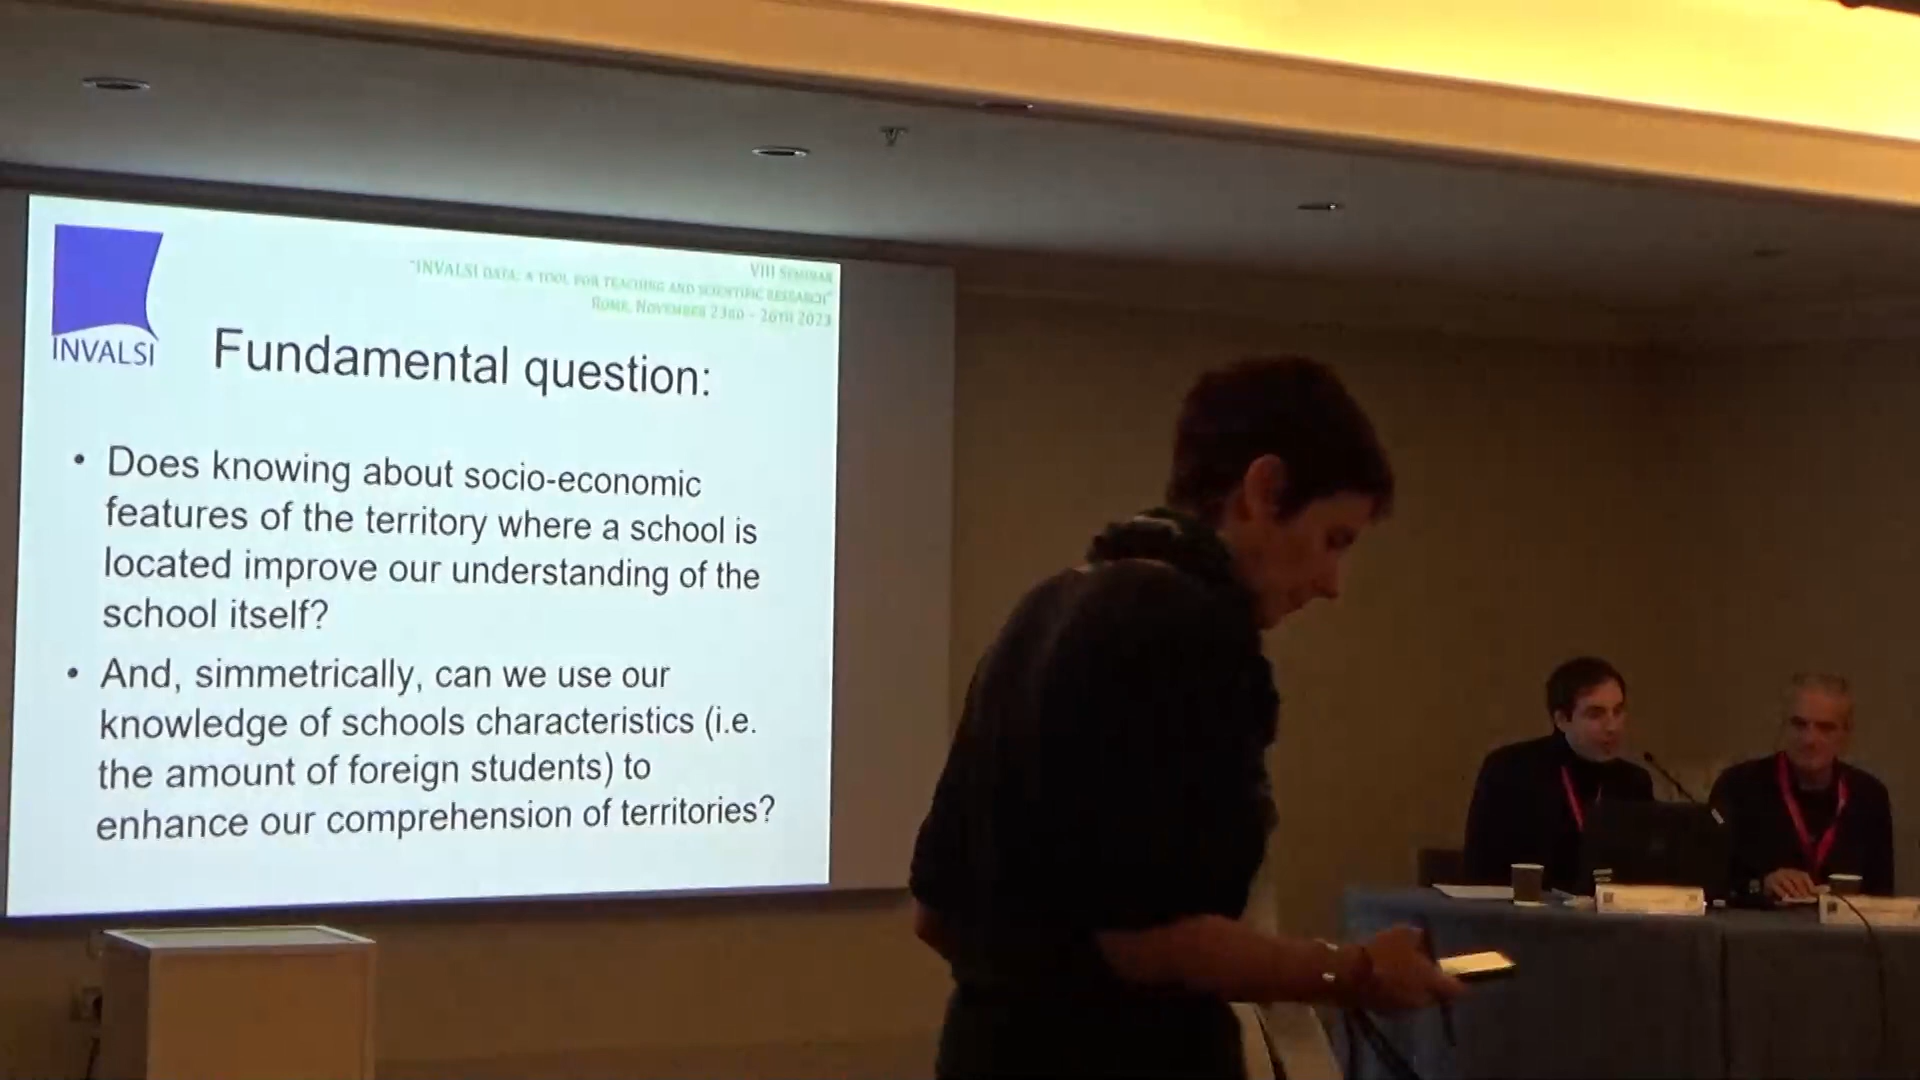 VIII Seminar
"INVALSI data: a tool for teaching and scientific research"
Rome, November 23rd - 26th 2023
INVALSI
Fundamental question:
• Does knowing about socio-economic
features of the territory where a school is
located improve our understanding of the
school itself?
• And, simmetrically, can we use our
knowledge of schools characteristics (i.e.
the amount of foreign students) to
enhance our comprehension of territories?